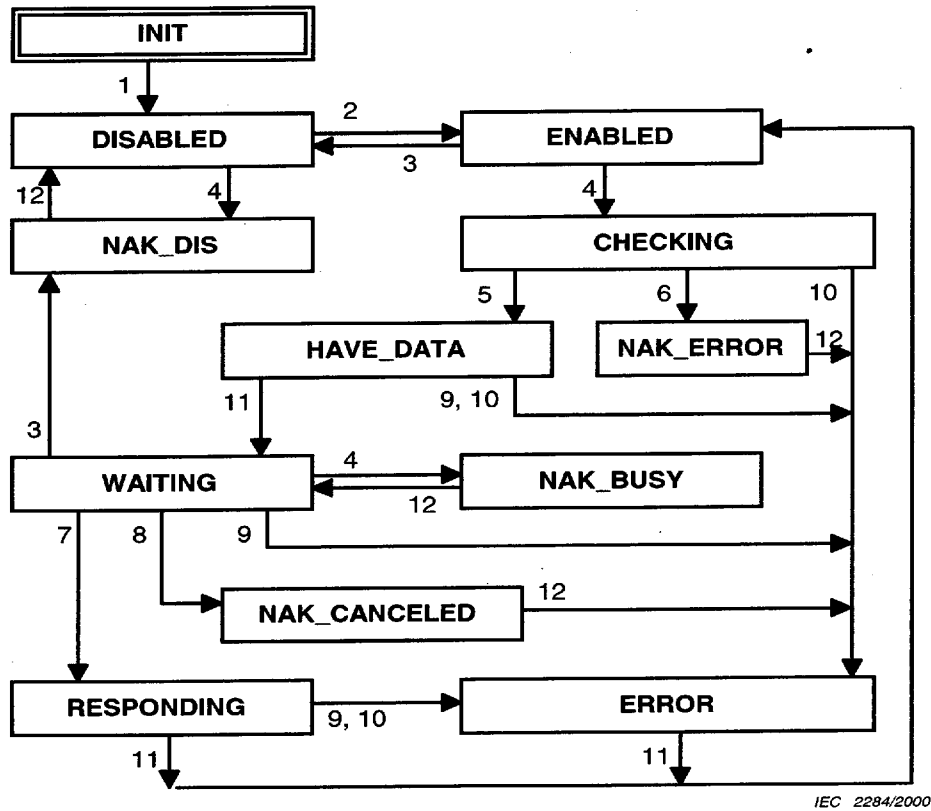 INIT
1
DISABLED
2
3
ENABLED
12
4
4
NAK_DIS
CHECKING
5
6
10
HAVE_DATA
NAK_ERROR
12
11
9, 10
3
WAITING
4
12
NAK_BUSY
7
8
9
NAK_CANCELED
12
RESPONDING
9, 10
ERROR
11
11
IEC 2284/2000